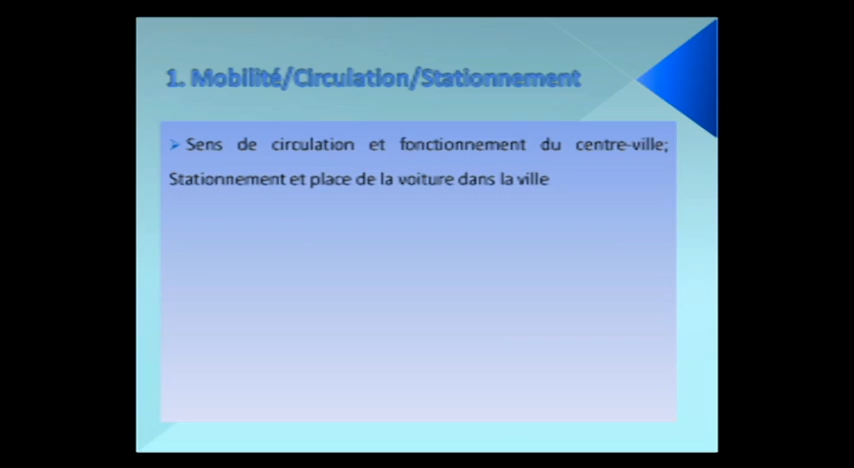 1. Mobilité/Circulation/Stationnement
➢ Sens de circulation et fonctionnement du centre-ville;
Stationnement et place de la voiture dans la ville